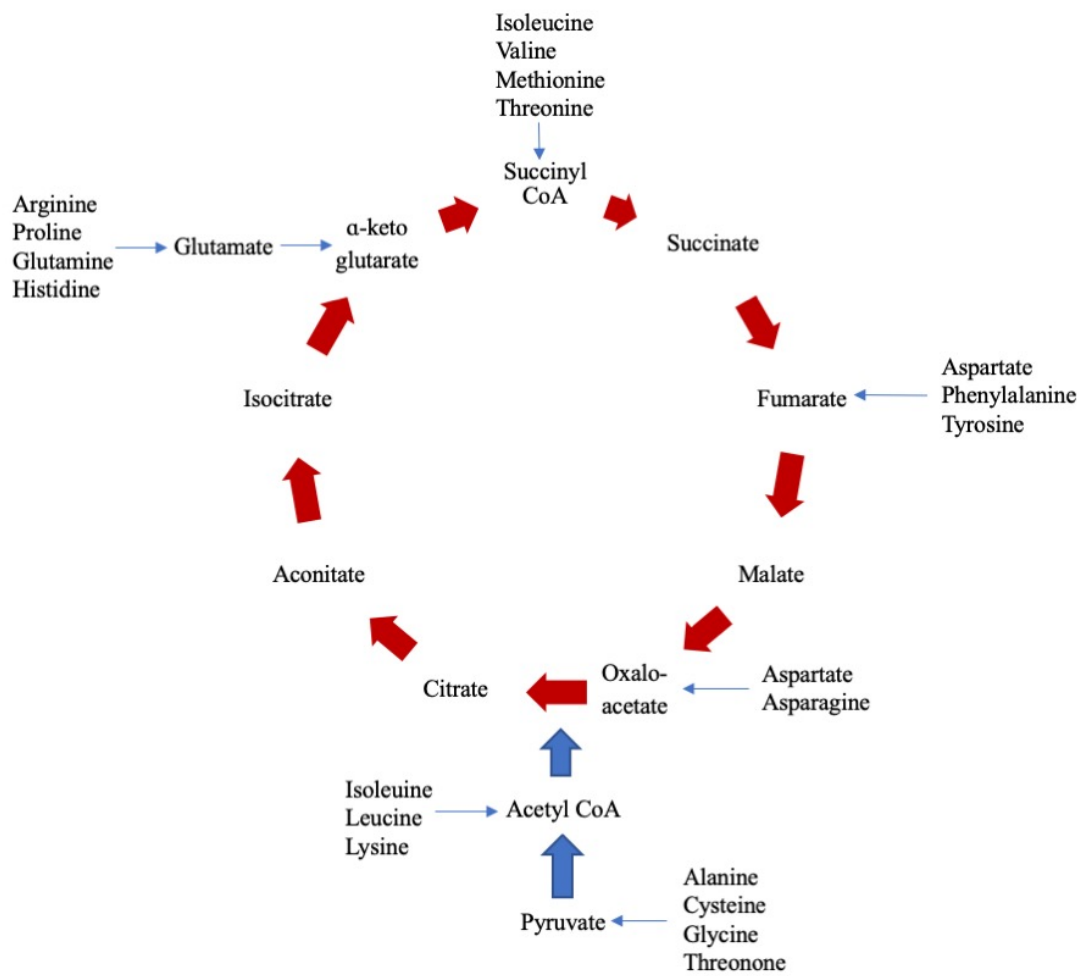 Isoleucine
Valine
Methionine
Threonine
Succinyl
CoA
Arginine
Proline
Glutamine
Histidine
Glutamate
α-keto
glutarate
Succinate
Isocitrate
Fumarate
Aspartate
Phenylalanine
Tyrosine
Aconitate
Malate
Citrate
Oxalo-
acetate
Aspartate
Asparagine
Isoleuine
Leucine
Lysine
Acetyl CoA
Pyruvate
Alanine
Cysteine
Glycine
Threonone